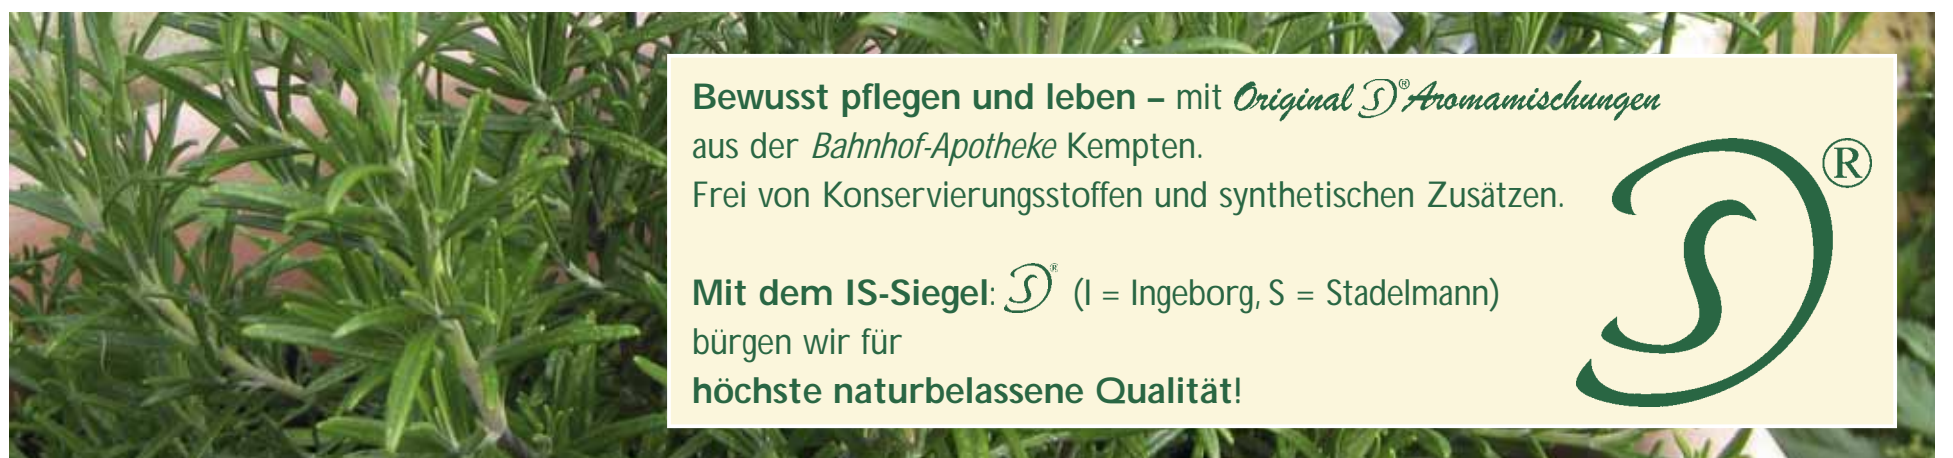 Bewusst pflegen und leben – mit Original IS® Aromamischungen
aus der Bahnhof-Apotheke Kempten.
Frei von Konservierungsstoffen und synthetischen Zusätzen.
Mit dem IS-Siegel: IS® (I = Ingeborg, S = Stadelmann)
bürgen wir für
höchste naturbelassene Qualität!
IS®